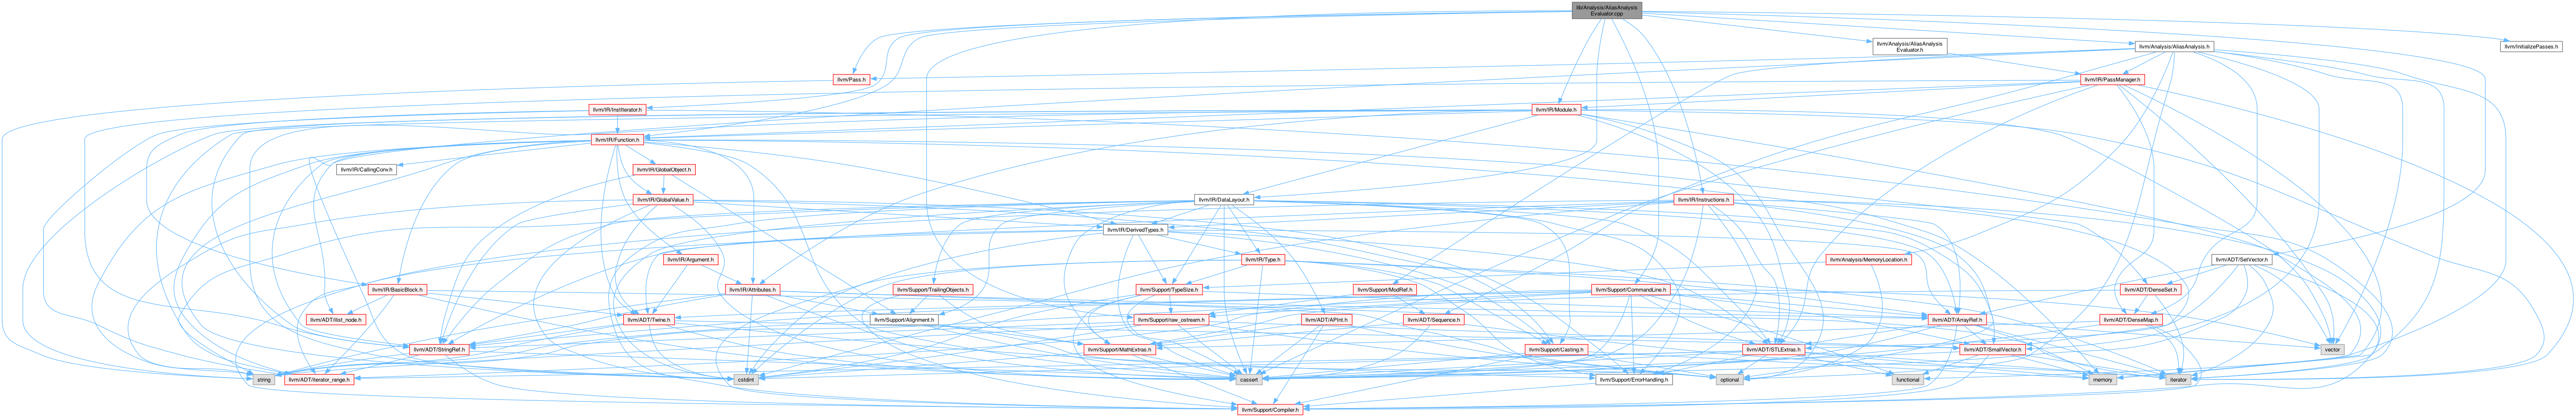 lib/Analysis/AliasAnalysis
Evaluator.cpp
llvm/Analysis/AliasAnalysis
Evaluator.h
llvm/Analysis/AliasAnalysis.h
llvm/InitializePasses.h
llvm/Pass.h
llvm/IR/PassManager.h
llvm/IR/InstIterator.h
llvm/IR/Module.h
llvm/IR/Function.h
llvm/IR/CallingConv.h
llvm/IR/GlobalObject.h
llvm/IR/GlobalValue.h
llvm/IR/DataLayout.h
llvm/IR/Instructions.h
llvm/IR/DerivedTypes.h
llvm/IR/Argument.h
llvm/IR/Type.h
llvm/Analysis/MemoryLocation.h
llvm/ADT/SetVector.h
llvm/IR/BasicBlock.h
llvm/IR/Attributes.h
llvm/Support/TrailingObjects.h
llvm/Support/TypeSize.h
llvm/Support/ModRef.h
llvm/Support/CommandLine.h
llvm/ADT/DenseSet.h
llvm/ADT/ilist_node.h
llvm/ADT/Twine.h
llvm/Support/Alignment.h
llvm/Support/raw_ostream.h
llvm/ADT/APInt.h
llvm/ADT/Sequence.h
llvm/ADT/ArrayRef.h
llvm/ADT/DenseMap.h
llvm/ADT/StringRef.h
llvm/Support/MathExtras.h
llvm/Support/Casting.h
llvm/ADT/STLExtras.h
llvm/ADT/SmallVector.h
vector
string
llvm/ADT/iterator_range.h
cstdint
cassert
optional
llvm/Support/ErrorHandling.h
functional
memory
iterator
llvm/Support/Compiler.h